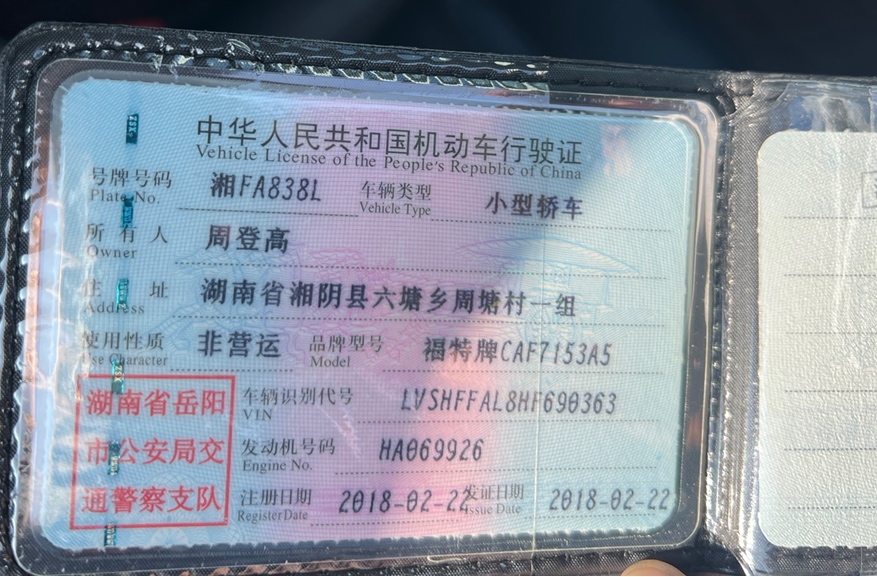 中华人民共和国机动车行驶证
Vehicle License of the People's Republic of China
号牌号码 湘FA838L 车辆类型 小型轿车
Plate No. Vehicle Type
所有人 周登高
Owner
住址 湖南省湘阴县六塘乡周塘村一组
Address
使用性质 非营运 品牌型号 福特牌CAF7153A5
Use Character Model
湖南省岳阳
市公安局交
通警察支队
车辆识别代号 LVSHFFAL8HF690363
VIN
发动机号码 HA069926
Engine No.
注册日期 2018-02-22 发证日期 2018-02-22
Register Date Issue Date